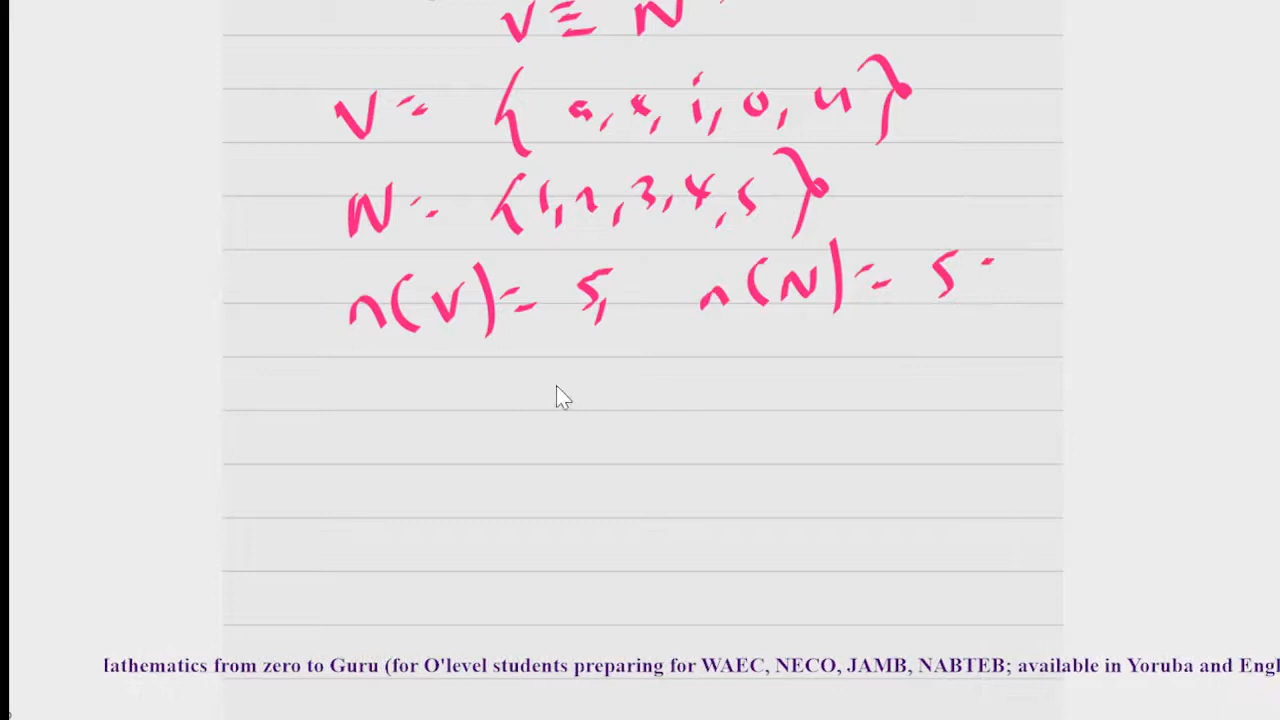 V ≡ N
V = { a, e, i, o, u }
N = {1, 2, 3, 4, 5 }
n(V) = 5, n(N) = 5.
athematics from zero to Guru (for O'level students preparing for WAEC, NECO, JAMB, NABTEB; available in Yoruba and Engl